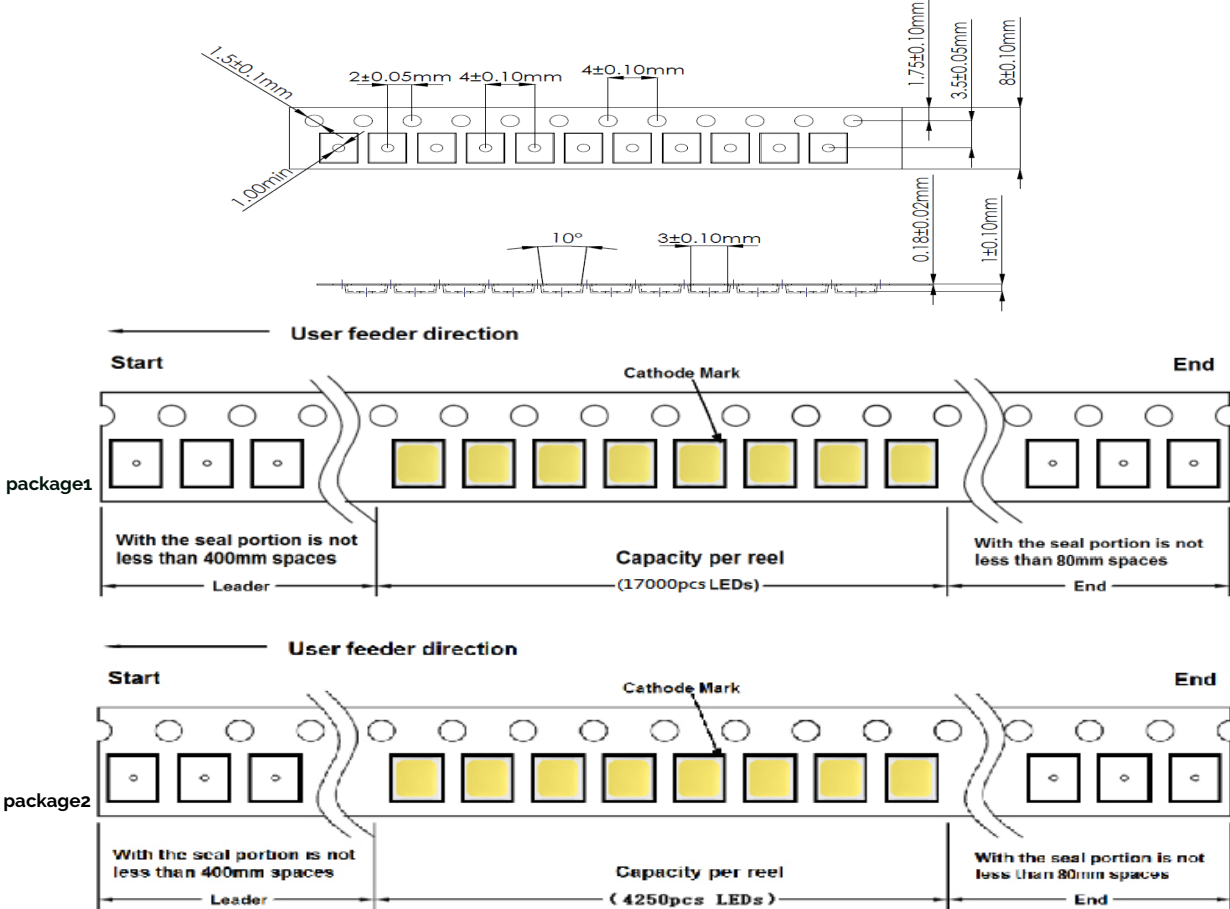 1.5±0.1mm
2±0.05mm
4±0.10mm
4±0.10mm
1.75±0.10mm
3.5±0.05mm
8±0.10mm
1.00min
10°
3±0.10mm
0.18±0.02mm
1±0.10mm
User feeder direction
Start
Cathode Mark
End
package1
With the seal portion is not
less than 400mm spaces
Leader
Capacity per reel
(17000pcs LEDs)
With the seal portion is not
less than 80mm spaces
End
User feeder direction
Start
Cathode Mark
End
package2
With the seal portion is not
less than 400mm spaces
Leader
Capacity per reel
(4250pcs LEDs)
With the seal portion is not
less than 80mm spaces
End